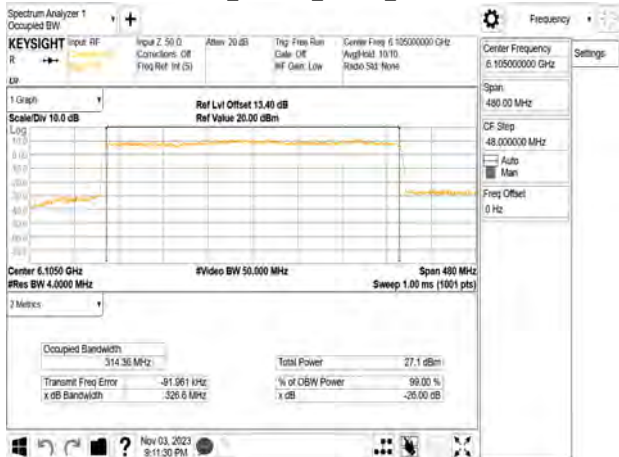 Spectrum Analyzer 1
Occupied BW
+
Frequency
KEYSIGHT
Input: RF
Input Z: 50 Ω
Atten: 20 dB
Trig: Free Run
Center Freq: 6.105000000 GHz
R
Corrections: Off
Gate: Off
Avg|Hold: 10/10
Freq Ref: Int (S)
#IF Gain: Low
Radio Std: None
Center Frequency
6.105000000 GHz
Settings
Span
480.00 MHz
CF Step
48.000000 MHz
Auto
Man
Freq Offset
0 Hz
1 Graph
Ref Lvl Offset 13.40 dB
Scale/Div 10.0 dB
Ref Value 20.00 dBm
Log
10.0
0.00
Center 6.1050 GHz
#Video BW 50.000 MHz
Span 480 MHz
#Res BW 4.0000 MHz
Sweep 1.00 ms (1001 pts)
2 Metrics
Occupied Bandwidth
314.36 MHz
Total Power
27.1 dBm
Transmit Freq Error
-91.961 kHz
% of OBW Power
99.00 %
x dB Bandwidth
326.6 MHz
x dB
-26.00 dB
?
Nov 03, 2023
9:11:30 PM